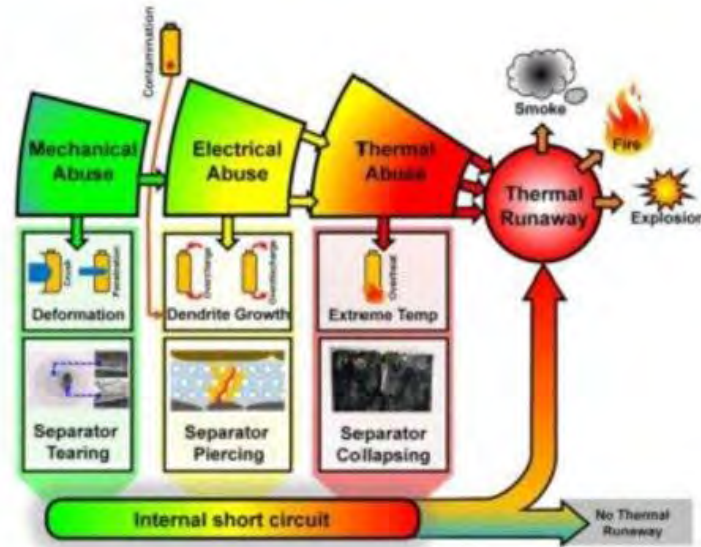 Contamination
Smoke
Fire
Explosion
Mechanical
Abuse
Electrical
Abuse
Thermal
Abuse
Thermal
Runaway
Crush
Penetration
Deformation
Overcharge
Overdischarge
Dendrite Growth
Overheat
Extreme Temp
Separator
Tearing
Separator
Piercing
Separator
Collapsing
Internal short circuit
No Thermal
Runaway